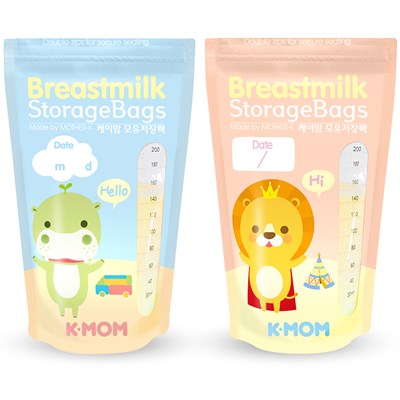 Double zips for secure sealing
Breastmilk
StorageBags
Made by MOTHER-K 케이맘 모유저장팩
Date
m d
Hello
200
187
160
140
120
100
80
60
40
K-MOM
Double zips for secure sealing
Breastmilk
StorageBags
Made by MOTHER-K 케이맘 모유저장팩
Date
/
Hi
200
187
160
140
120
100
80
60
40
K-MOM